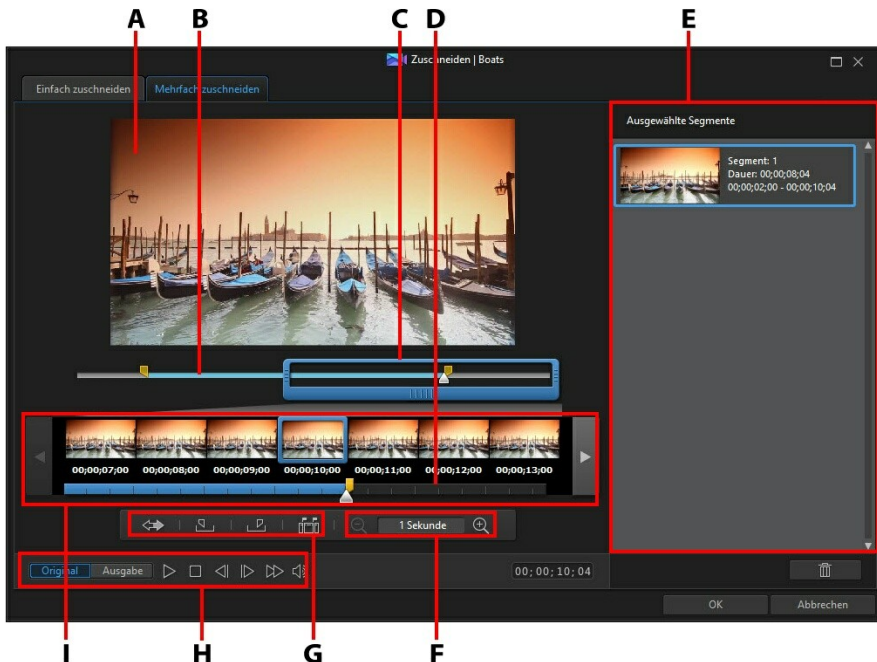 A B C D E
Zuschneiden | Boats
Einfach zuschneiden Mehrfach zuschneiden
Ausgewählte Segmente
Segment: 1
Dauer: 00;00;08;04
00;00;02;00 - 00;00;10;04
00;00;07;00 00;00;08;00 00;00;09;00 00;00;10;00 00;00;11;00 00;00;12;00 00;00;13;00
1 Sekunde
Original Ausgabe 00; 00; 10; 04
OK Abbrechen
I H G F